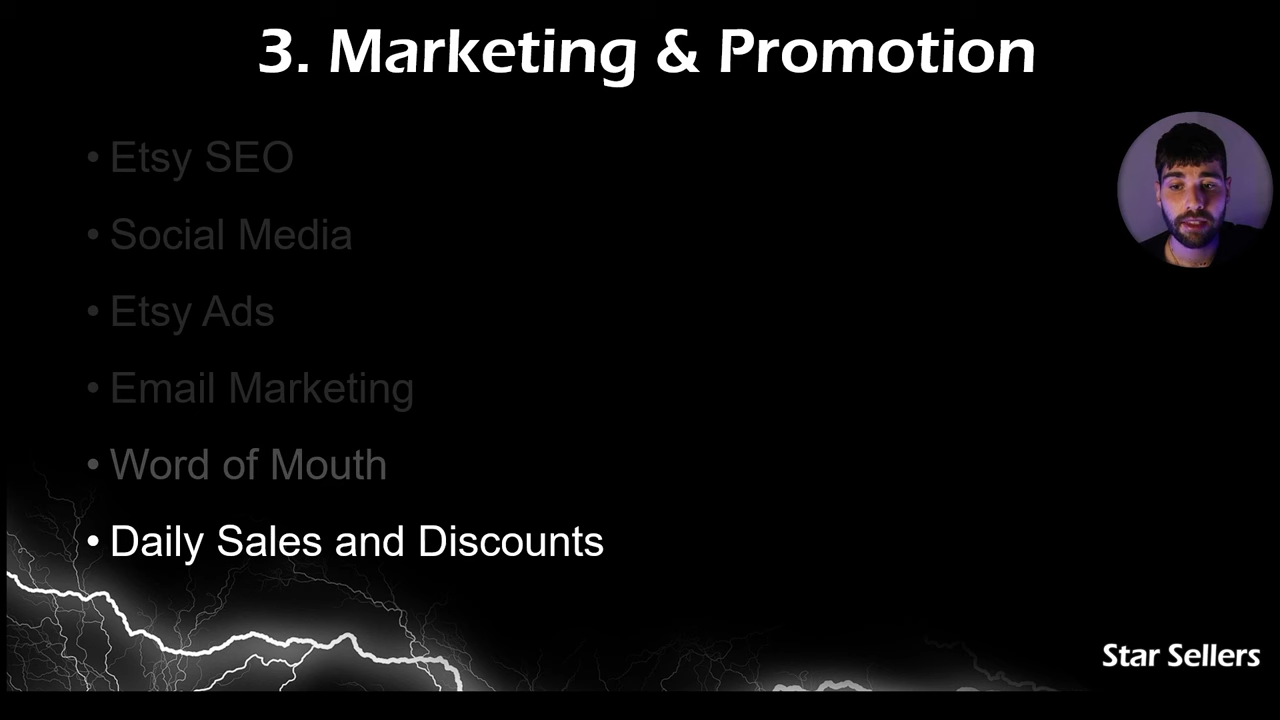 3. Marketing & Promotion
• Etsy SEO
• Social Media
• Etsy Ads
• Email Marketing
• Word of Mouth
• Daily Sales and Discounts
Star Sellers